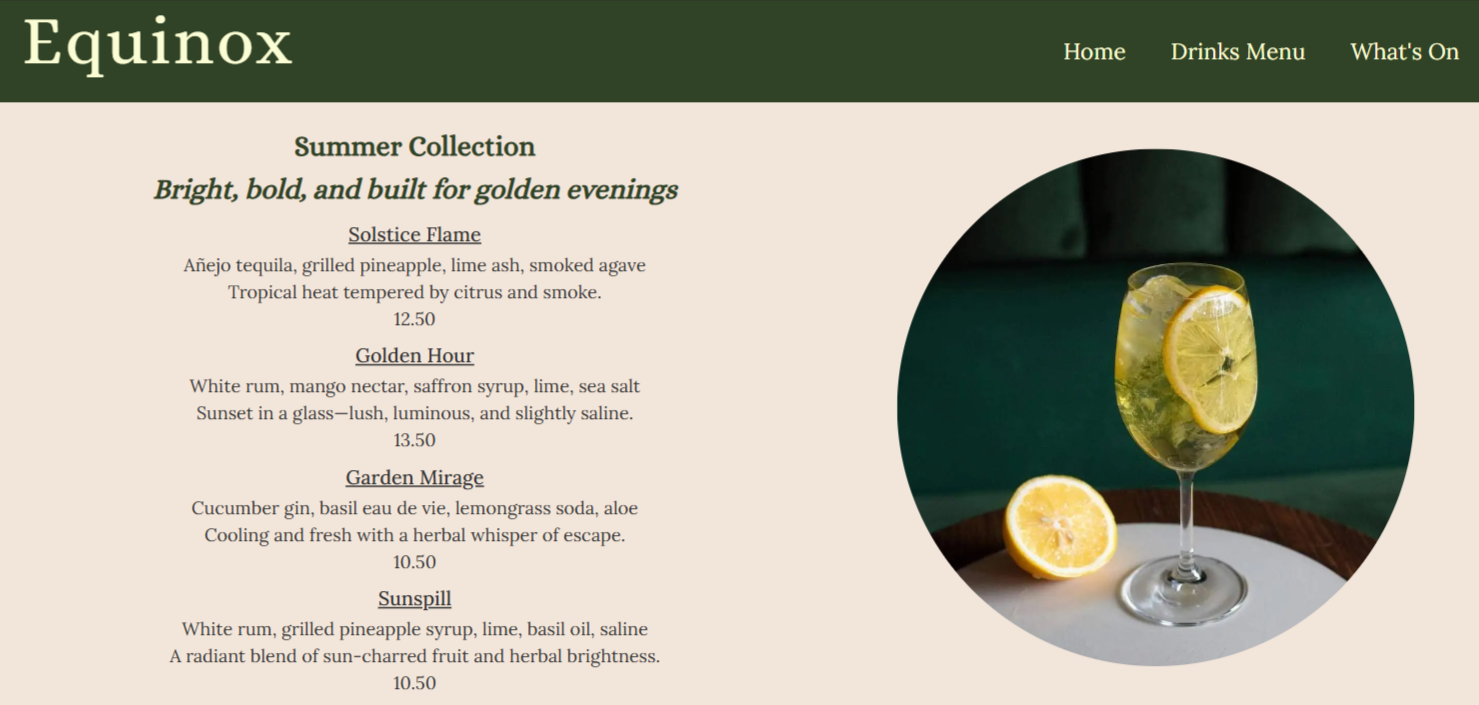 Equinox
Home Drinks Menu What's On
Summer Collection
Bright, bold, and built for golden evenings
Solstice Flame
Añejo tequila, grilled pineapple, lime ash, smoked agave
Tropical heat tempered by citrus and smoke.
12.50
Golden Hour
White rum, mango nectar, saffron syrup, lime, sea salt
Sunset in a glass—lush, luminous, and slightly saline.
13.50
Garden Mirage
Cucumber gin, basil eau de vie, lemongrass soda, aloe
Cooling and fresh with a herbal whisper of escape.
10.50
Sunspill
White rum, grilled pineapple syrup, lime, basil oil, saline
A radiant blend of sun-charred fruit and herbal brightness.
10.50